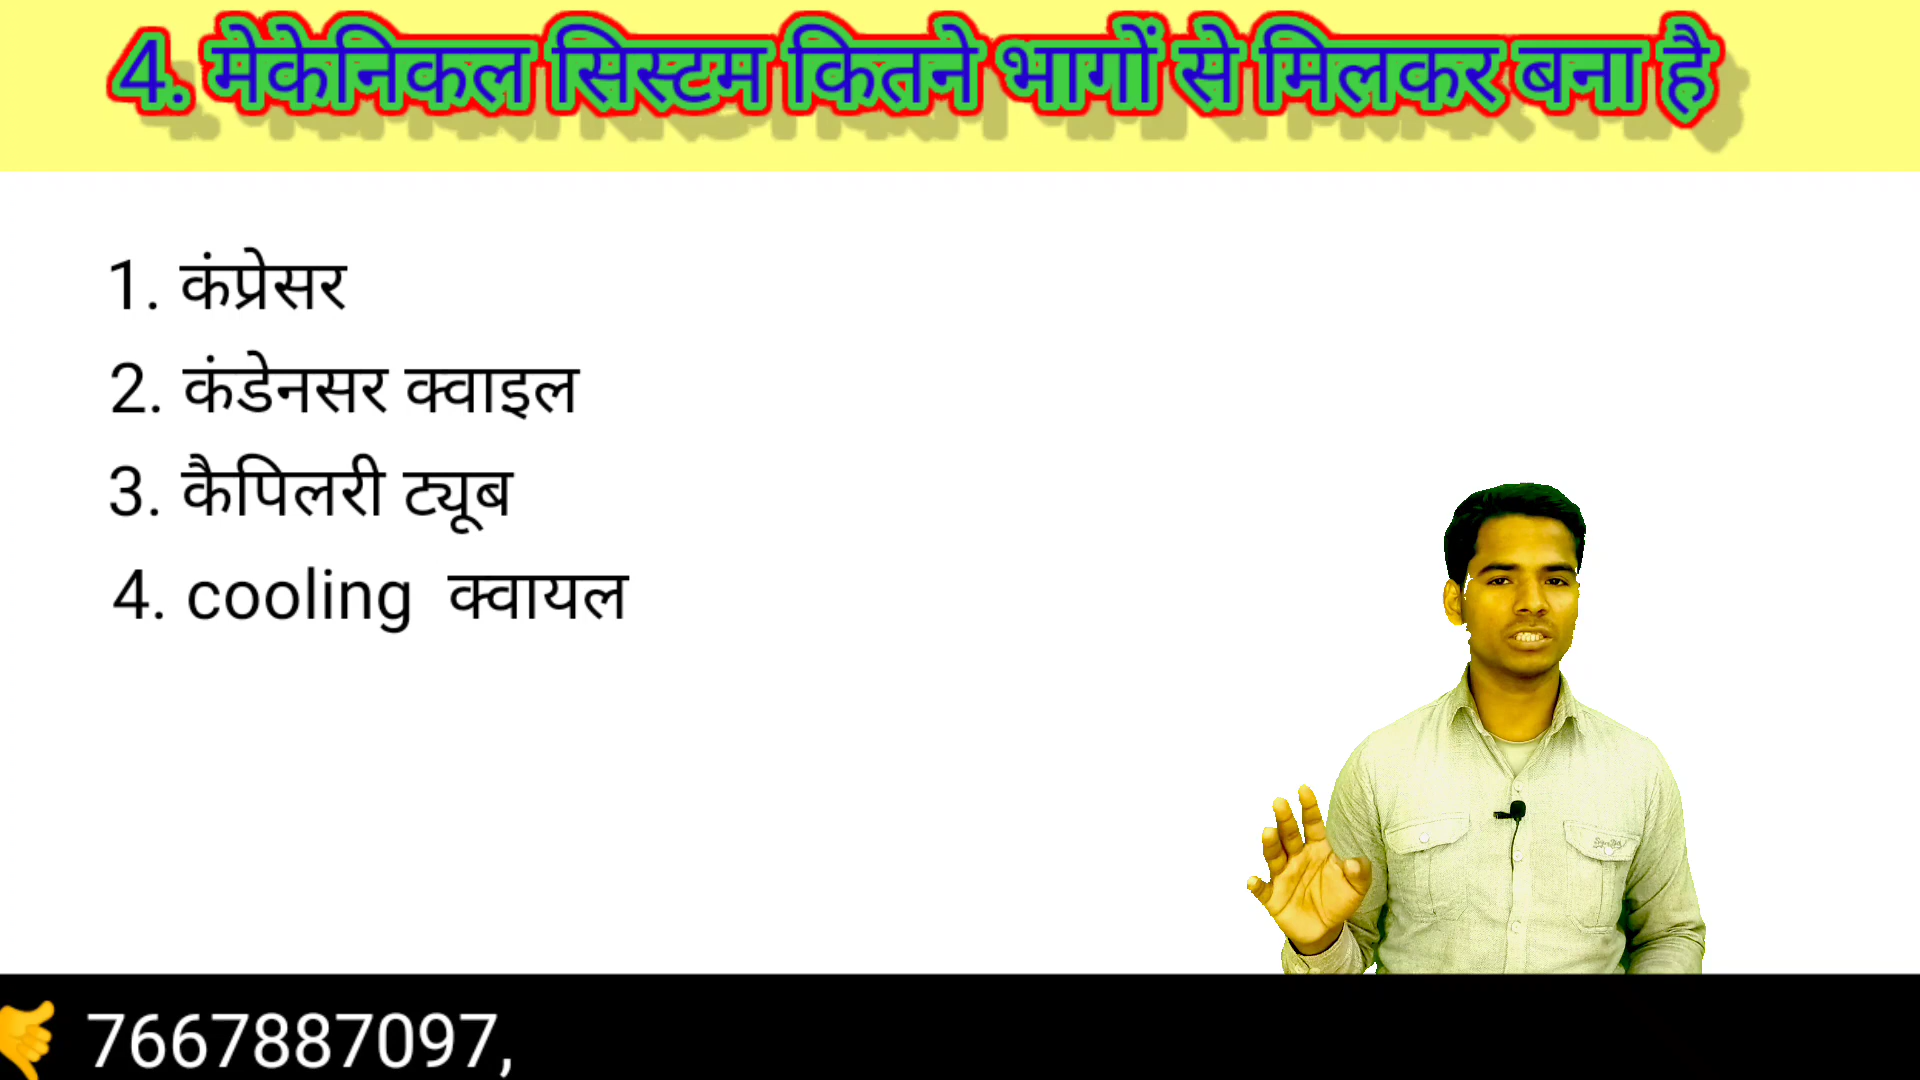 4. मेकेनिकल सिस्टम कितने भागों से मिलकर बना है
1. कंप्रेसर
2. कंडेनसर क्वाइल
3. कैपिलरी ट्यूब
4. cooling क्वायल
7667887097,